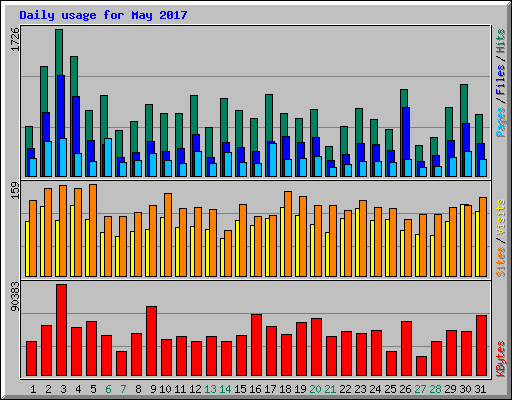 Daily usage for May 2017
1726
Pages / Files / Hits
189
Sites / Visits
90383
KBytes
1 2 3 4 5 6 7 8 9 10 11 12 13 14 15 16 17 18 19 20 21 22 23 24 25 26 27 28 29 30 31